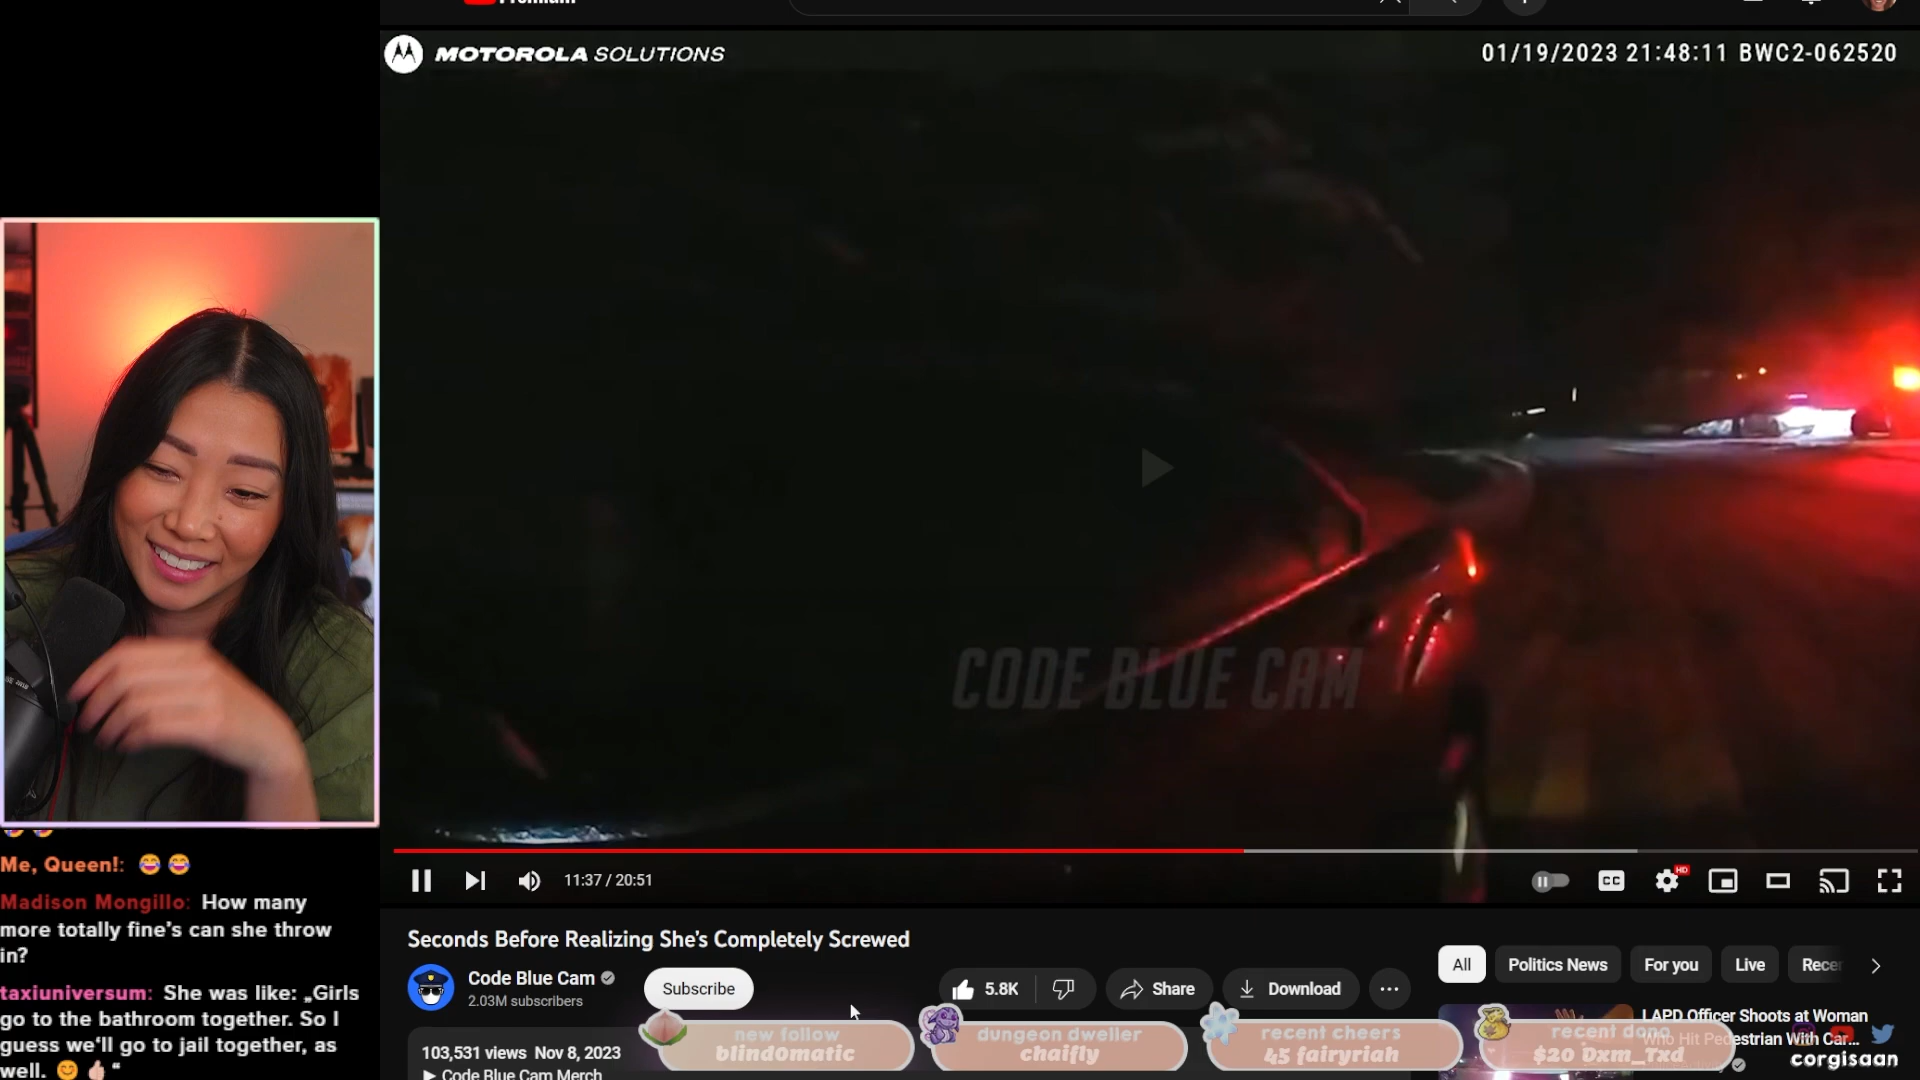 Premium
MOTOROLA SOLUTIONS
01/19/2023 21:48:11 BWC2-062520
CODE BLUE CAM
11:37 / 20:51
CC
HD
Seconds Before Realizing She's Completely Screwed
Code Blue Cam
2.03M subscribers
Subscribe
5.8K
Share
Download
103,531 views Nov 8, 2023
▶ Code Blue Cam Merch
All
Politics News
For you
Live
Recen
LAPD Officer Shoots at Woman
Who Hit Pedestrian With Car...
Me, Queen!: 😂 😂
Madison Mongillo: How many
more totally fine's can she throw
in?
taxiuniversum: She was like: „Girls
go to the bathroom together. So I
guess we'll go to jail together, as
well. 😊 👍🏻 “
new follow
blind0matic
dungeon dweller
chaifly
recent cheers
45 fairyriah
recent dono
$20 Dxm_Txd
corgisaan